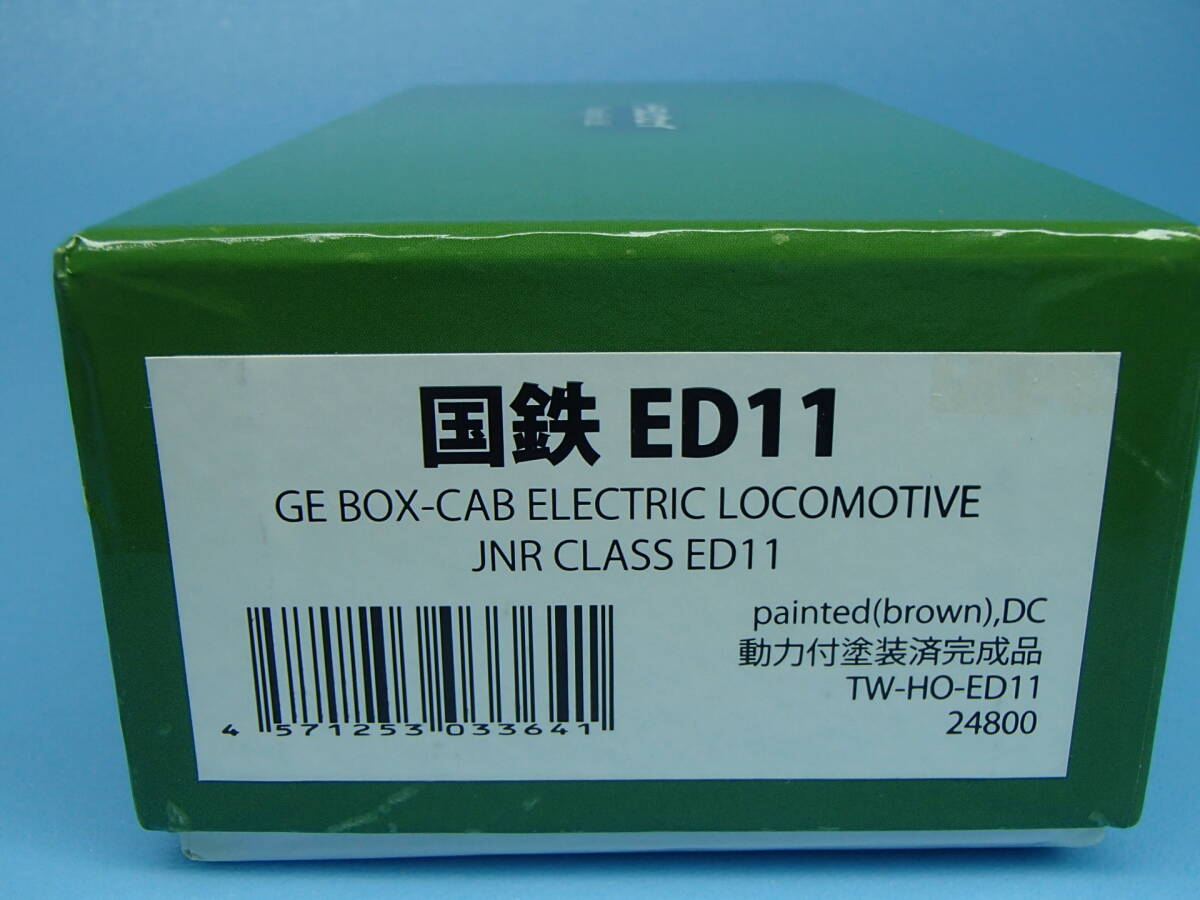 国鉄 ED11
GE BOX-CAB ELECTRIC LOCOMOTIVE
JNR CLASS ED11
painted(brown),DC
動力付塗装済完成品
TW-HO-ED11
24800
4 571253 033641